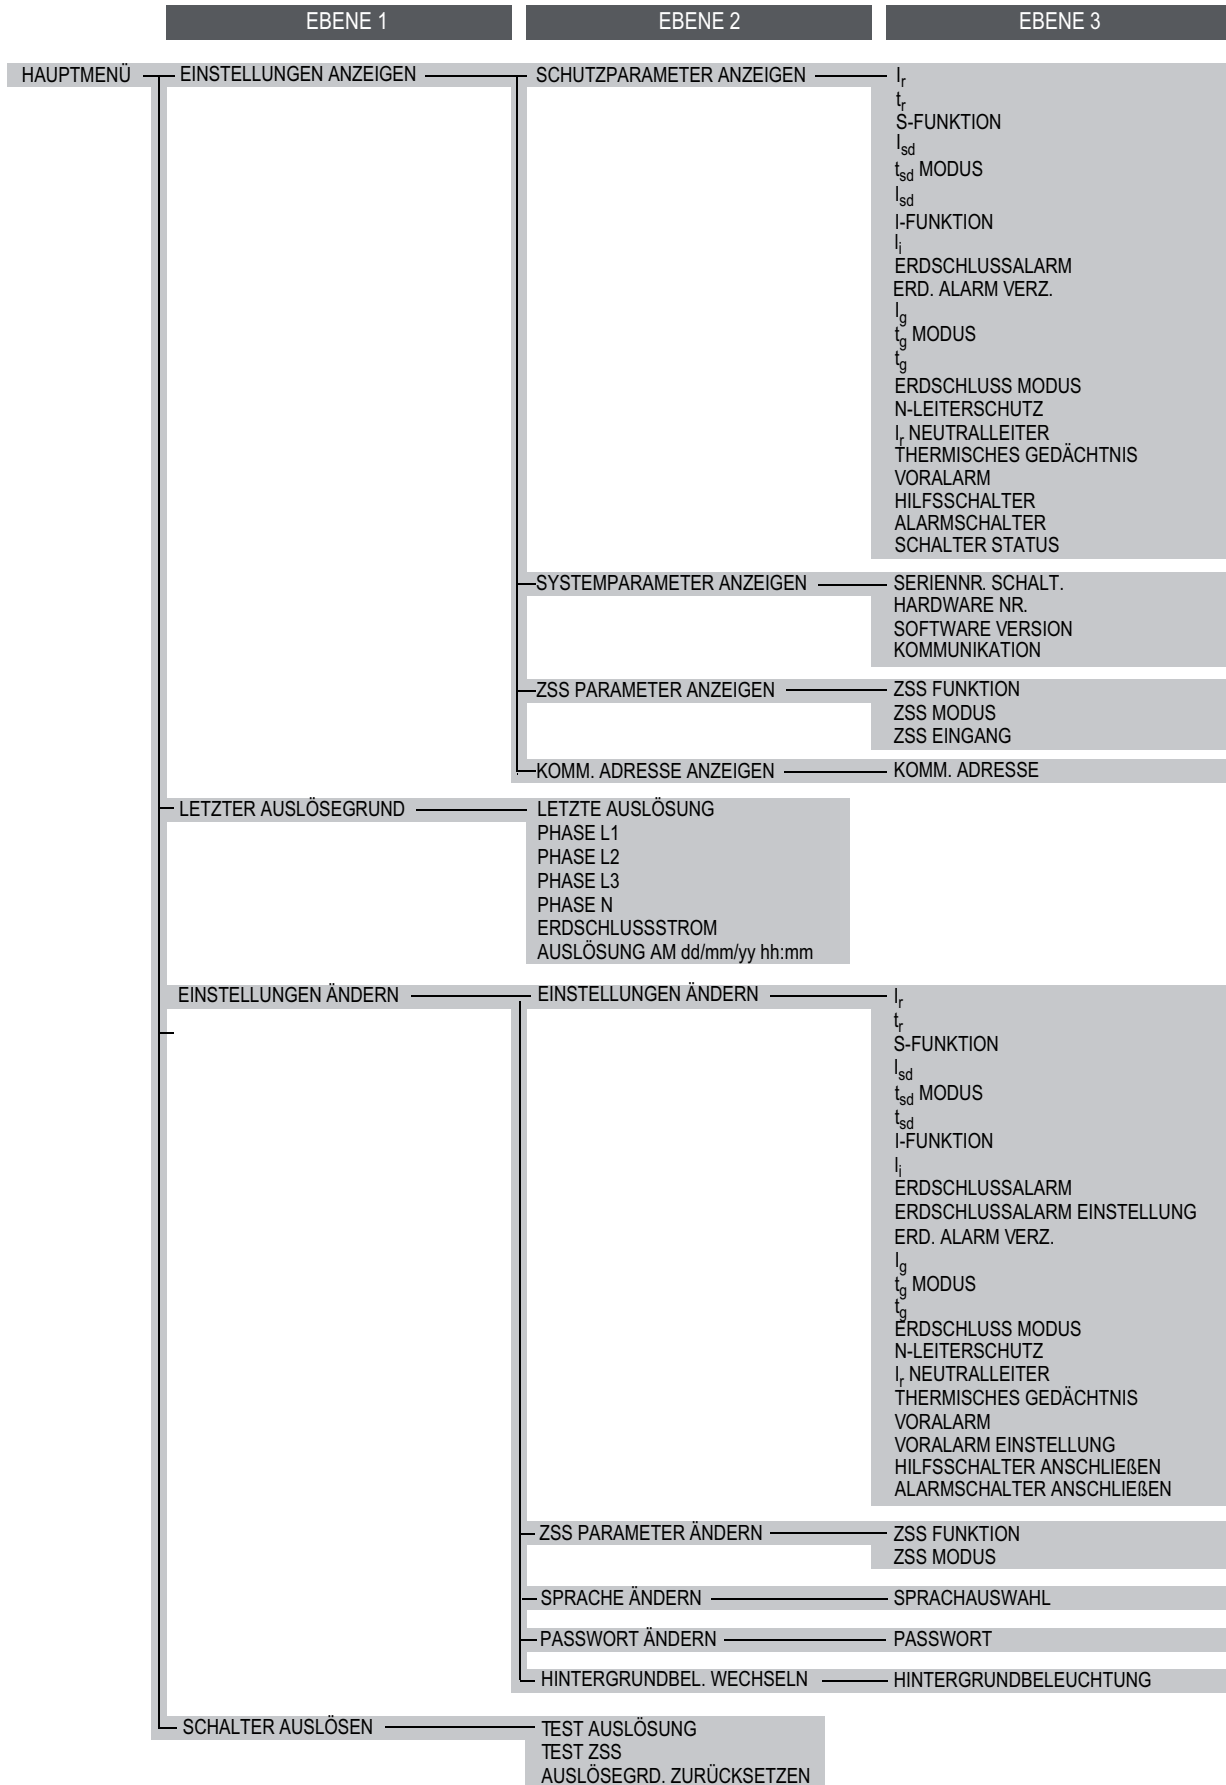 EBENE 1 EBENE 2 EBENE 3
HAUPTMENÜ EINSTELLUNGEN ANZEIGEN SCHUTZPARAMETER ANZEIGEN Ir
tr
S-FUNKTION
Isd
tsd MODUS
Isd
I-FUNKTION
Ii
ERDSCHLUSSALARM
ERD. ALARM VERZ.
Ig
tg MODUS
tg
ERDSCHLUSS MODUS
N-LEITERSCHUTZ
Ir NEUTRALLEITER
THERMISCHES GEDÄCHTNIS
VORALARM
HILFSSCHALTER
ALARMSCHALTER
SCHALTER STATUS
SYSTEMPARAMETER ANZEIGEN SERIENNR. SCHALT.
HARDWARE NR.
SOFTWARE VERSION
KOMMUNIKATION
ZSS PARAMETER ANZEIGEN ZSS FUNKTION
ZSS MODUS
ZSS EINGANG
KOMM. ADRESSE ANZEIGEN KOMM. ADRESSE
LETZTER AUSLÖSEGRUND LETZTE AUSLÖSUNG
PHASE L1
PHASE L2
PHASE L3
PHASE N
ERDSCHLUSSSTROM
AUSLÖSUNG AM dd/mm/yy hh:mm
EINSTELLUNGEN ÄNDERN EINSTELLUNGEN ÄNDERN Ir
tr
S-FUNKTION
Isd
tsd MODUS
tsd
I-FUNKTION
Ii
ERDSCHLUSSALARM
ERDSCHLUSSALARM EINSTELLUNG
ERD. ALARM VERZ.
Ig
tg MODUS
tg
ERDSCHLUSS MODUS
N-LEITERSCHUTZ
Ir NEUTRALLEITER
THERMISCHES GEDÄCHTNIS
VORALARM
VORALARM EINSTELLUNG
HILFSSCHALTER ANSCHLIEßEN
ALARMSCHALTER ANSCHLIEßEN
ZSS PARAMETER ÄNDERN ZSS FUNKTION
ZSS MODUS
SPRACHE ÄNDERN SPRACHAUSWAHL
PASSWORT ÄNDERN PASSWORT
HINTERGRUNDBEL. WECHSELN HINTERGRUNDBELEUCHTUNG
SCHALTER AUSLÖSEN TEST AUSLÖSUNG
TEST ZSS
AUSLÖSEGRD. ZURÜCKSETZEN